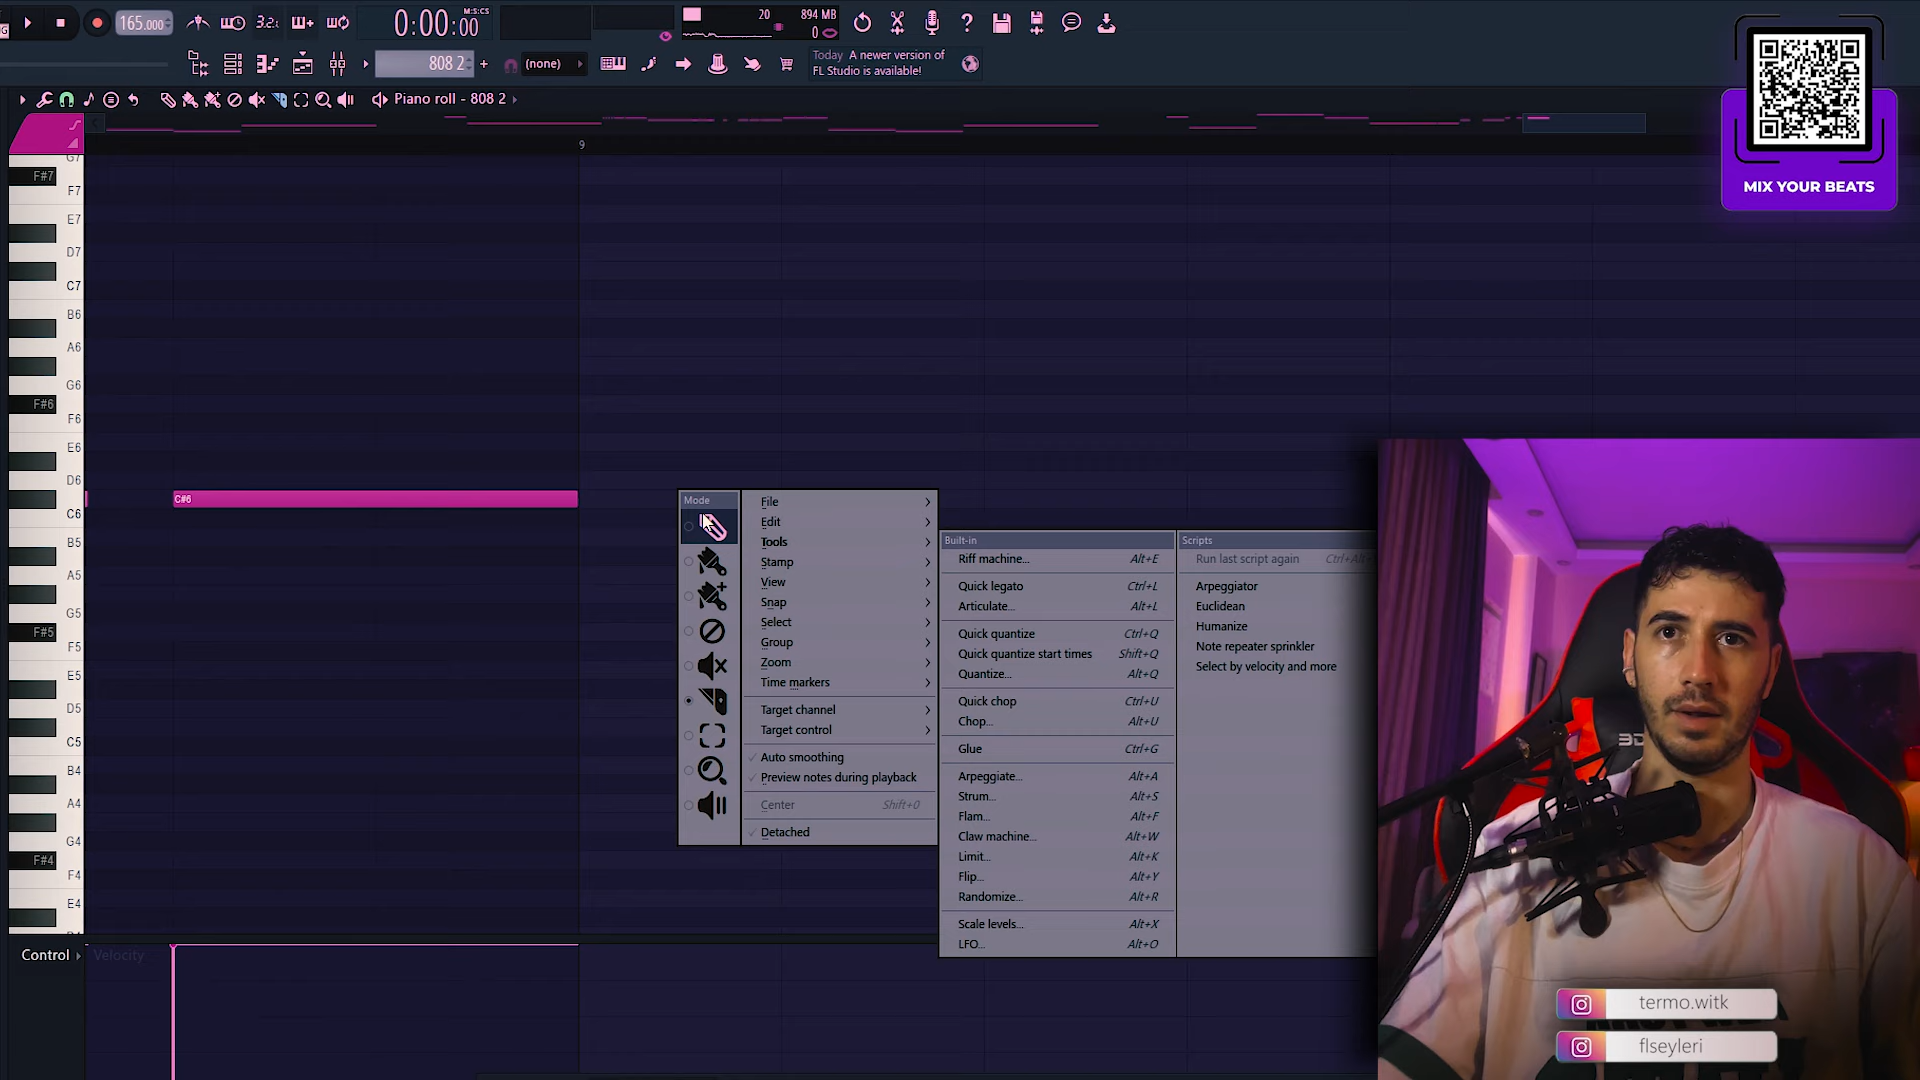 165.000
3.2.
0:00:00
M:S:CS
20
894 MB
0
808 2
(none)
Today
A newer version of
FL Studio is available!
Piano roll - 808 2
MIX YOUR BEATS
9
G7
F#7
F7
E7
D7
C7
B6
A6
G6
F#6
F6
E6
D6
C6
B5
A5
G5
F#5
F5
E5
D5
C5
B4
A4
G4
F#4
F4
E4
C#6
Mode
File
Edit
Tools
Stamp
View
Snap
Select
Group
Zoom
Time markers
Target channel
Target control
Auto smoothing
Preview notes during playback
Center Shift+0
Detached
Built-in
Riff machine... Alt+E
Quick legato Ctrl+L
Articulate... Alt+L
Quick quantize Ctrl+Q
Quick quantize start times Shift+Q
Quantize... Alt+Q
Quick chop Ctrl+U
Chop... Alt+U
Glue Ctrl+G
Arpeggiate... Alt+A
Strum... Alt+S
Flam... Alt+F
Claw machine... Alt+W
Limit... Alt+K
Flip... Alt+Y
Randomize... Alt+R
Scale levels... Alt+X
LFO... Alt+O
Scripts
Run last script again Ctrl+Alt+
Arpeggiator
Euclidean
Humanize
Note repeater sprinkler
Select by velocity and more
Control
Velocity
termo.witk
flseyleri